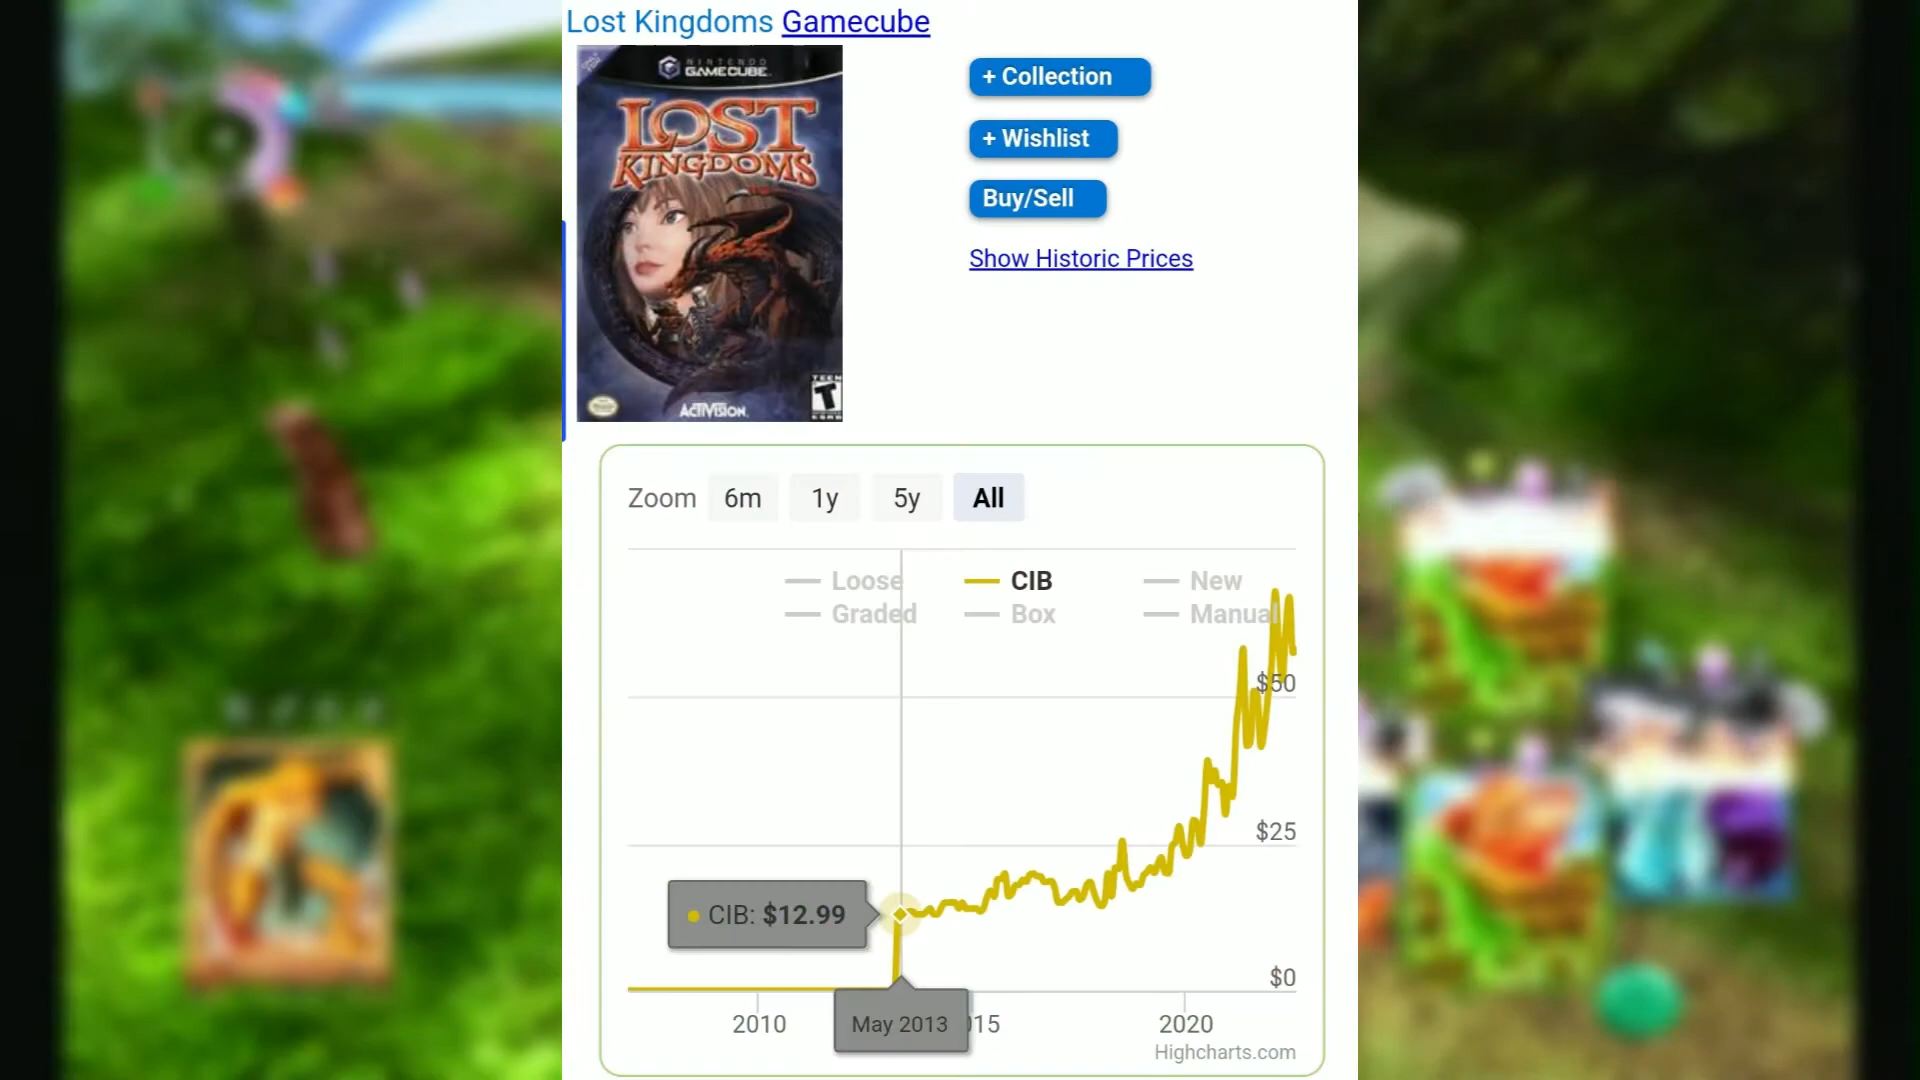 Lost Kingdoms Gamecube
NINTENDO
GAMECUBE
LOST
KINGDOMS
TEEN
T
ESRB
ACTIVISION
+ Collection
+ Wishlist
Buy/Sell
Show Historic Prices
Zoom 6m 1y 5y All
Loose CIB New
Graded Box Manual
$50
$25
CIB: $12.99
$0
2010 May 2013 15 2020
Highcharts.com